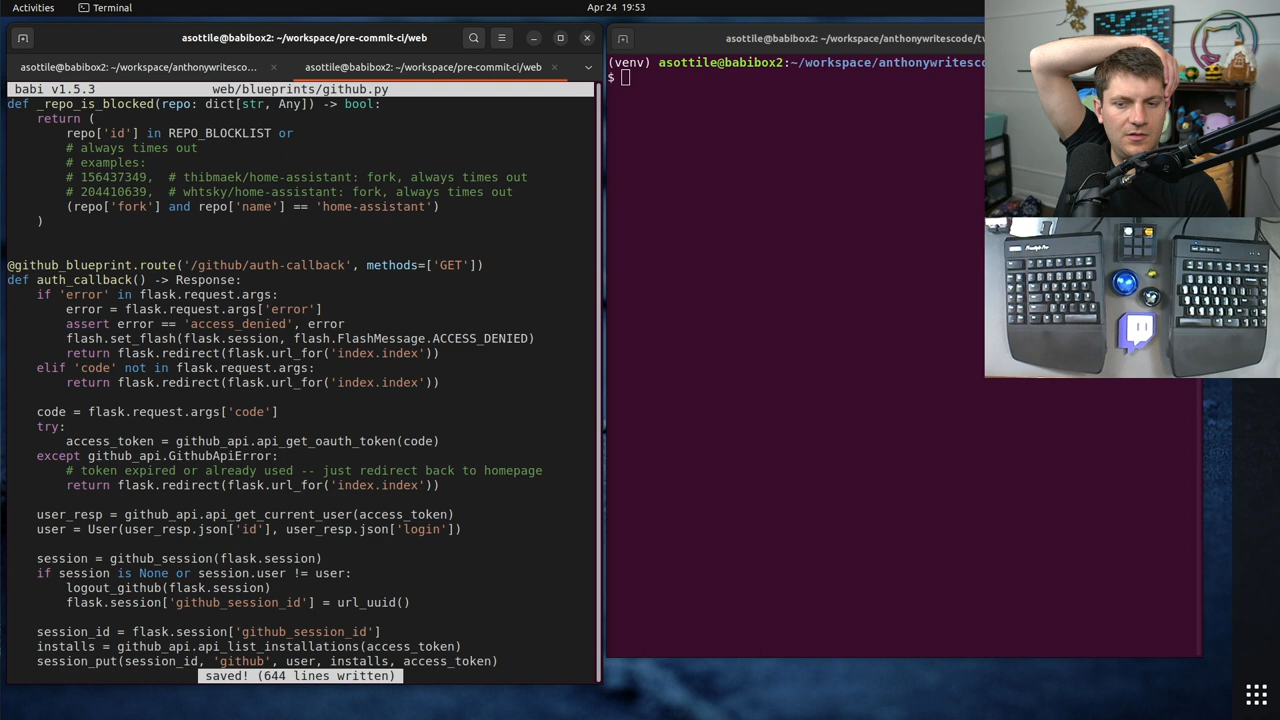 Activities
Terminal
Apr 24 19:53
asottile@babibox2: ~/workspace/pre-commit-ci/web
asottile@babibox2: ~/workspace/anthonywritesco…
asottile@babibox2: ~/workspace/pre-commit-ci/web
babi v1.5.3 web/blueprints/github.py
def _repo_is_blocked(repo: dict[str, Any]) -> bool:
    return (
        repo['id'] in REPO_BLOCKLIST or
        # always times out
        # examples:
        # 156437349,  # thibmaek/home-assistant: fork, always times out
        # 204410639,  # whtsky/home-assistant: fork, always times out
        (repo['fork'] and repo['name'] == 'home-assistant')
    )
@github_blueprint.route('/github/auth-callback', methods=['GET'])
def auth_callback() -> Response:
    if 'error' in flask.request.args:
        error = flask.request.args['error']
        assert error == 'access_denied', error
        flash.set_flash(flask.session, flash.FlashMessage.ACCESS_DENIED)
        return flask.redirect(flask.url_for('index.index'))
    elif 'code' not in flask.request.args:
        return flask.redirect(flask.url_for('index.index'))
    code = flask.request.args['code']
    try:
        access_token = github_api.api_get_oauth_token(code)
    except github_api.GithubApiError:
        # token expired or already used -- just redirect back to homepage
        return flask.redirect(flask.url_for('index.index'))
    user_resp = github_api.api_get_current_user(access_token)
    user = User(user_resp.json['id'], user_resp.json['login'])
    session = github_session(flask.session)
    if session is None or session.user != user:
        logout_github(flask.session)
        flask.session['github_session_id'] = url_uuid()
    session_id = flask.session['github_session_id']
    installs = github_api.api_list_installations(access_token)
    session_put(session_id, 'github', user, installs, access_token)
saved! (644 lines written)
asottile@babibox2: ~/workspace/anthonywritescode/tw
(venv) asottile@babibox2:~/workspace/anthonywritesco
$